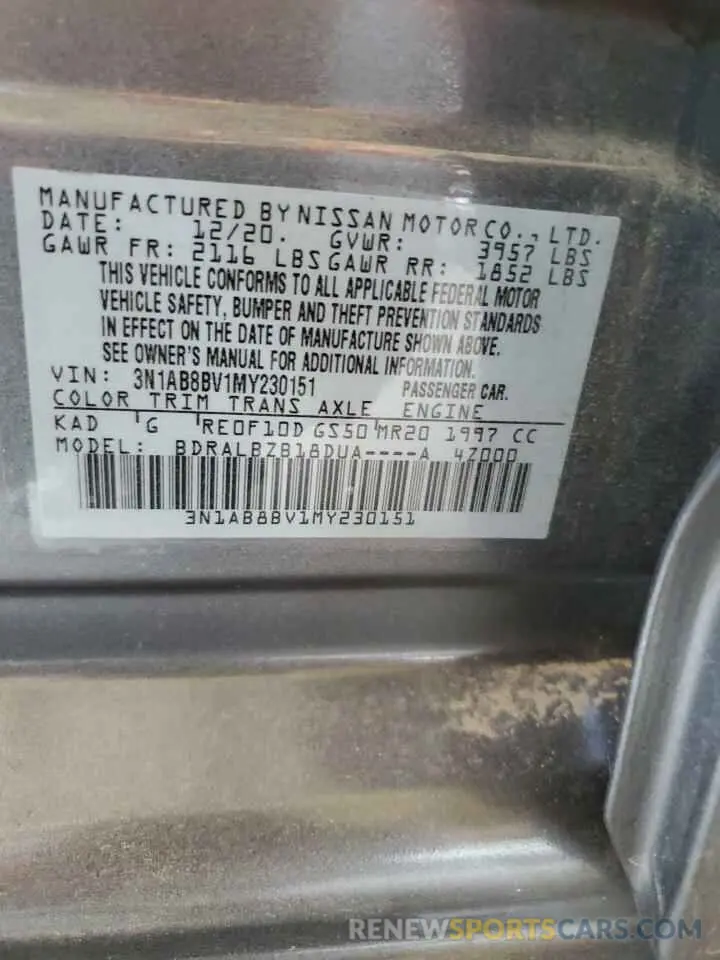 MANUFACTURED BY NISSAN MOTOR CO., LTD.
DATE: 12/20. GVWR: 3957 LBS
GAWR FR: 2116 LBS GAWR RR: 1852 LBS
THIS VEHICLE CONFORMS TO ALL APPLICABLE FEDERAL MOTOR
VEHICLE SAFETY, BUMPER AND THEFT PREVENTION STANDARDS
IN EFFECT ON THE DATE OF MANUFACTURE SHOWN ABOVE.
SEE OWNER'S MANUAL FOR ADDITIONAL INFORMATION.
VIN: 3N1AB8BV1MY230151 PASSENGER CAR.
COLOR TRIM TRANS AXLE ENGINE
KAD G RE0F10D GS50 MR20 1997 CC
MODEL: BDRALBZB18DUA----A 4Z000
3N1AB8BV1MY230151
RENEWSPORTSCARS.COM